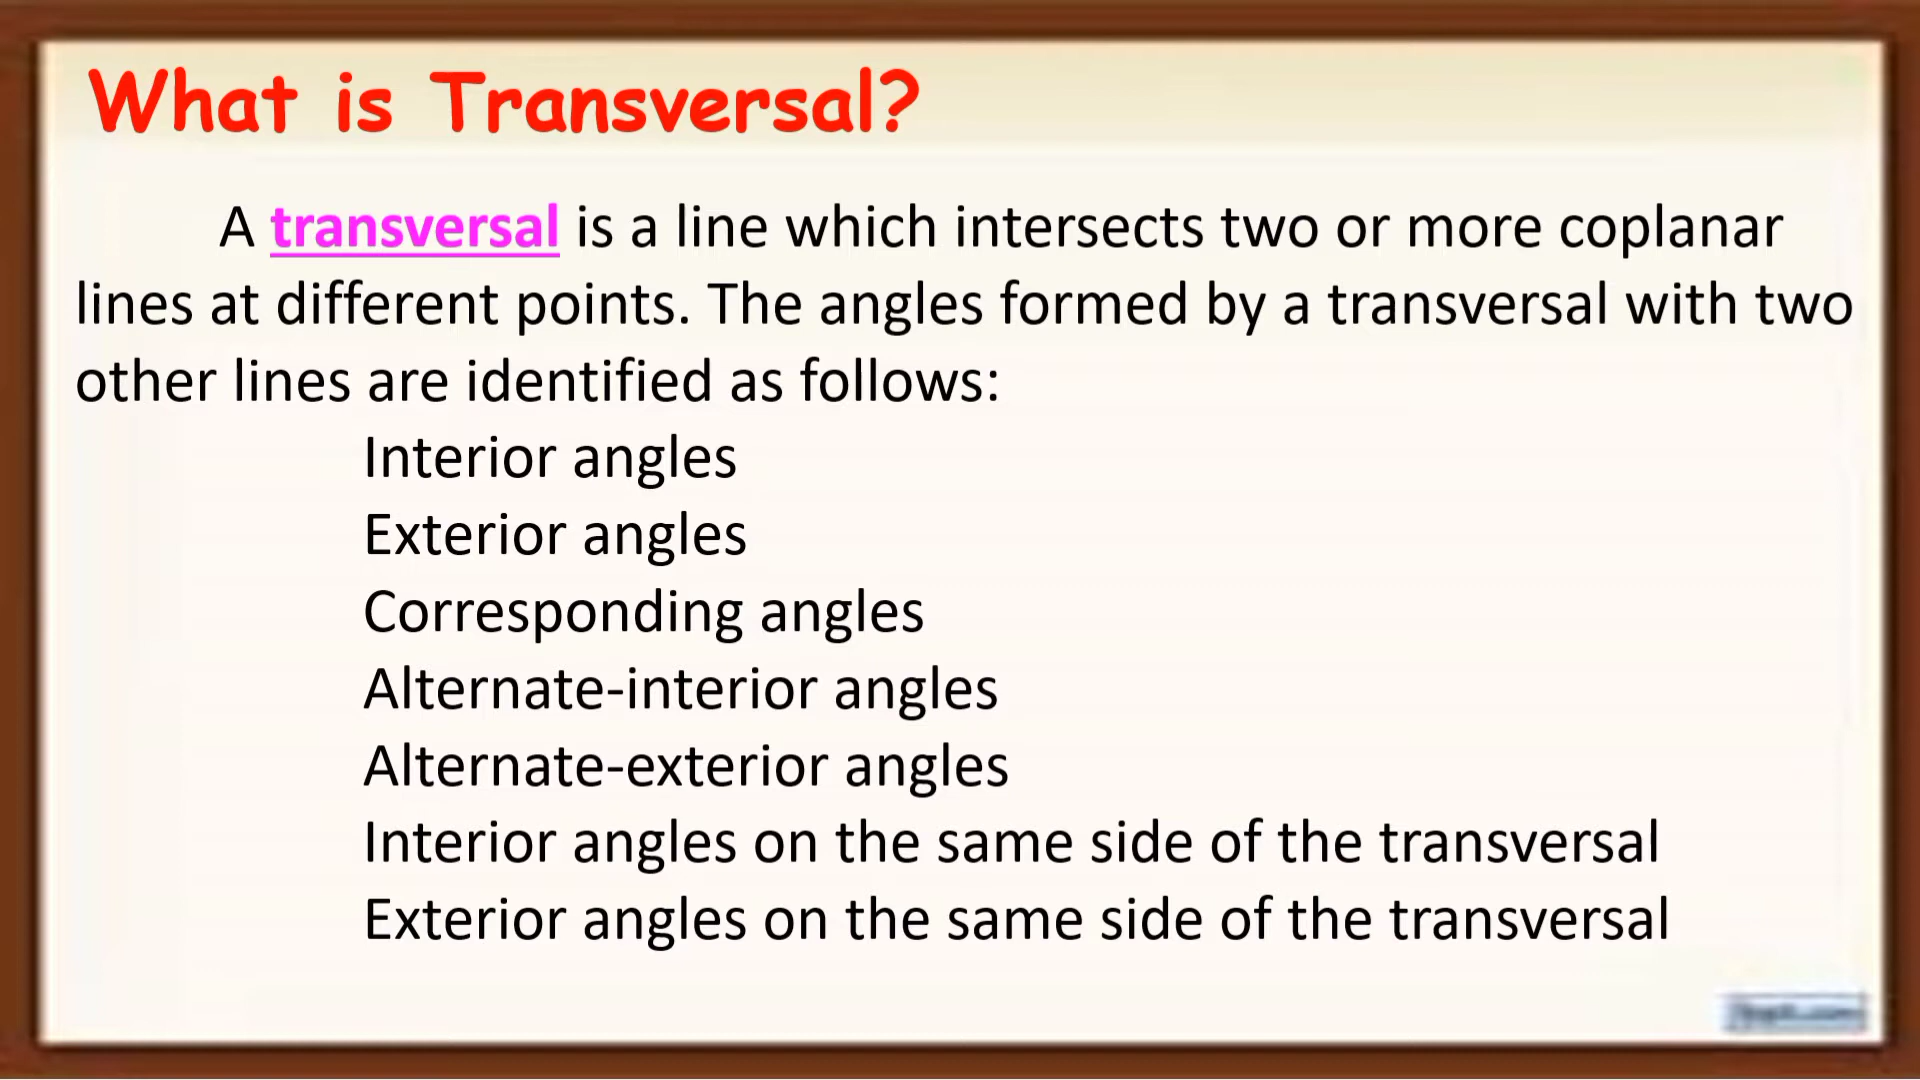 What is Transversal?
A transversal is a line which intersects two or more coplanar
lines at different points. The angles formed by a transversal with two
other lines are identified as follows:
Interior angles
Exterior angles
Corresponding angles
Alternate-interior angles
Alternate-exterior angles
Interior angles on the same side of the transversal
Exterior angles on the same side of the transversal